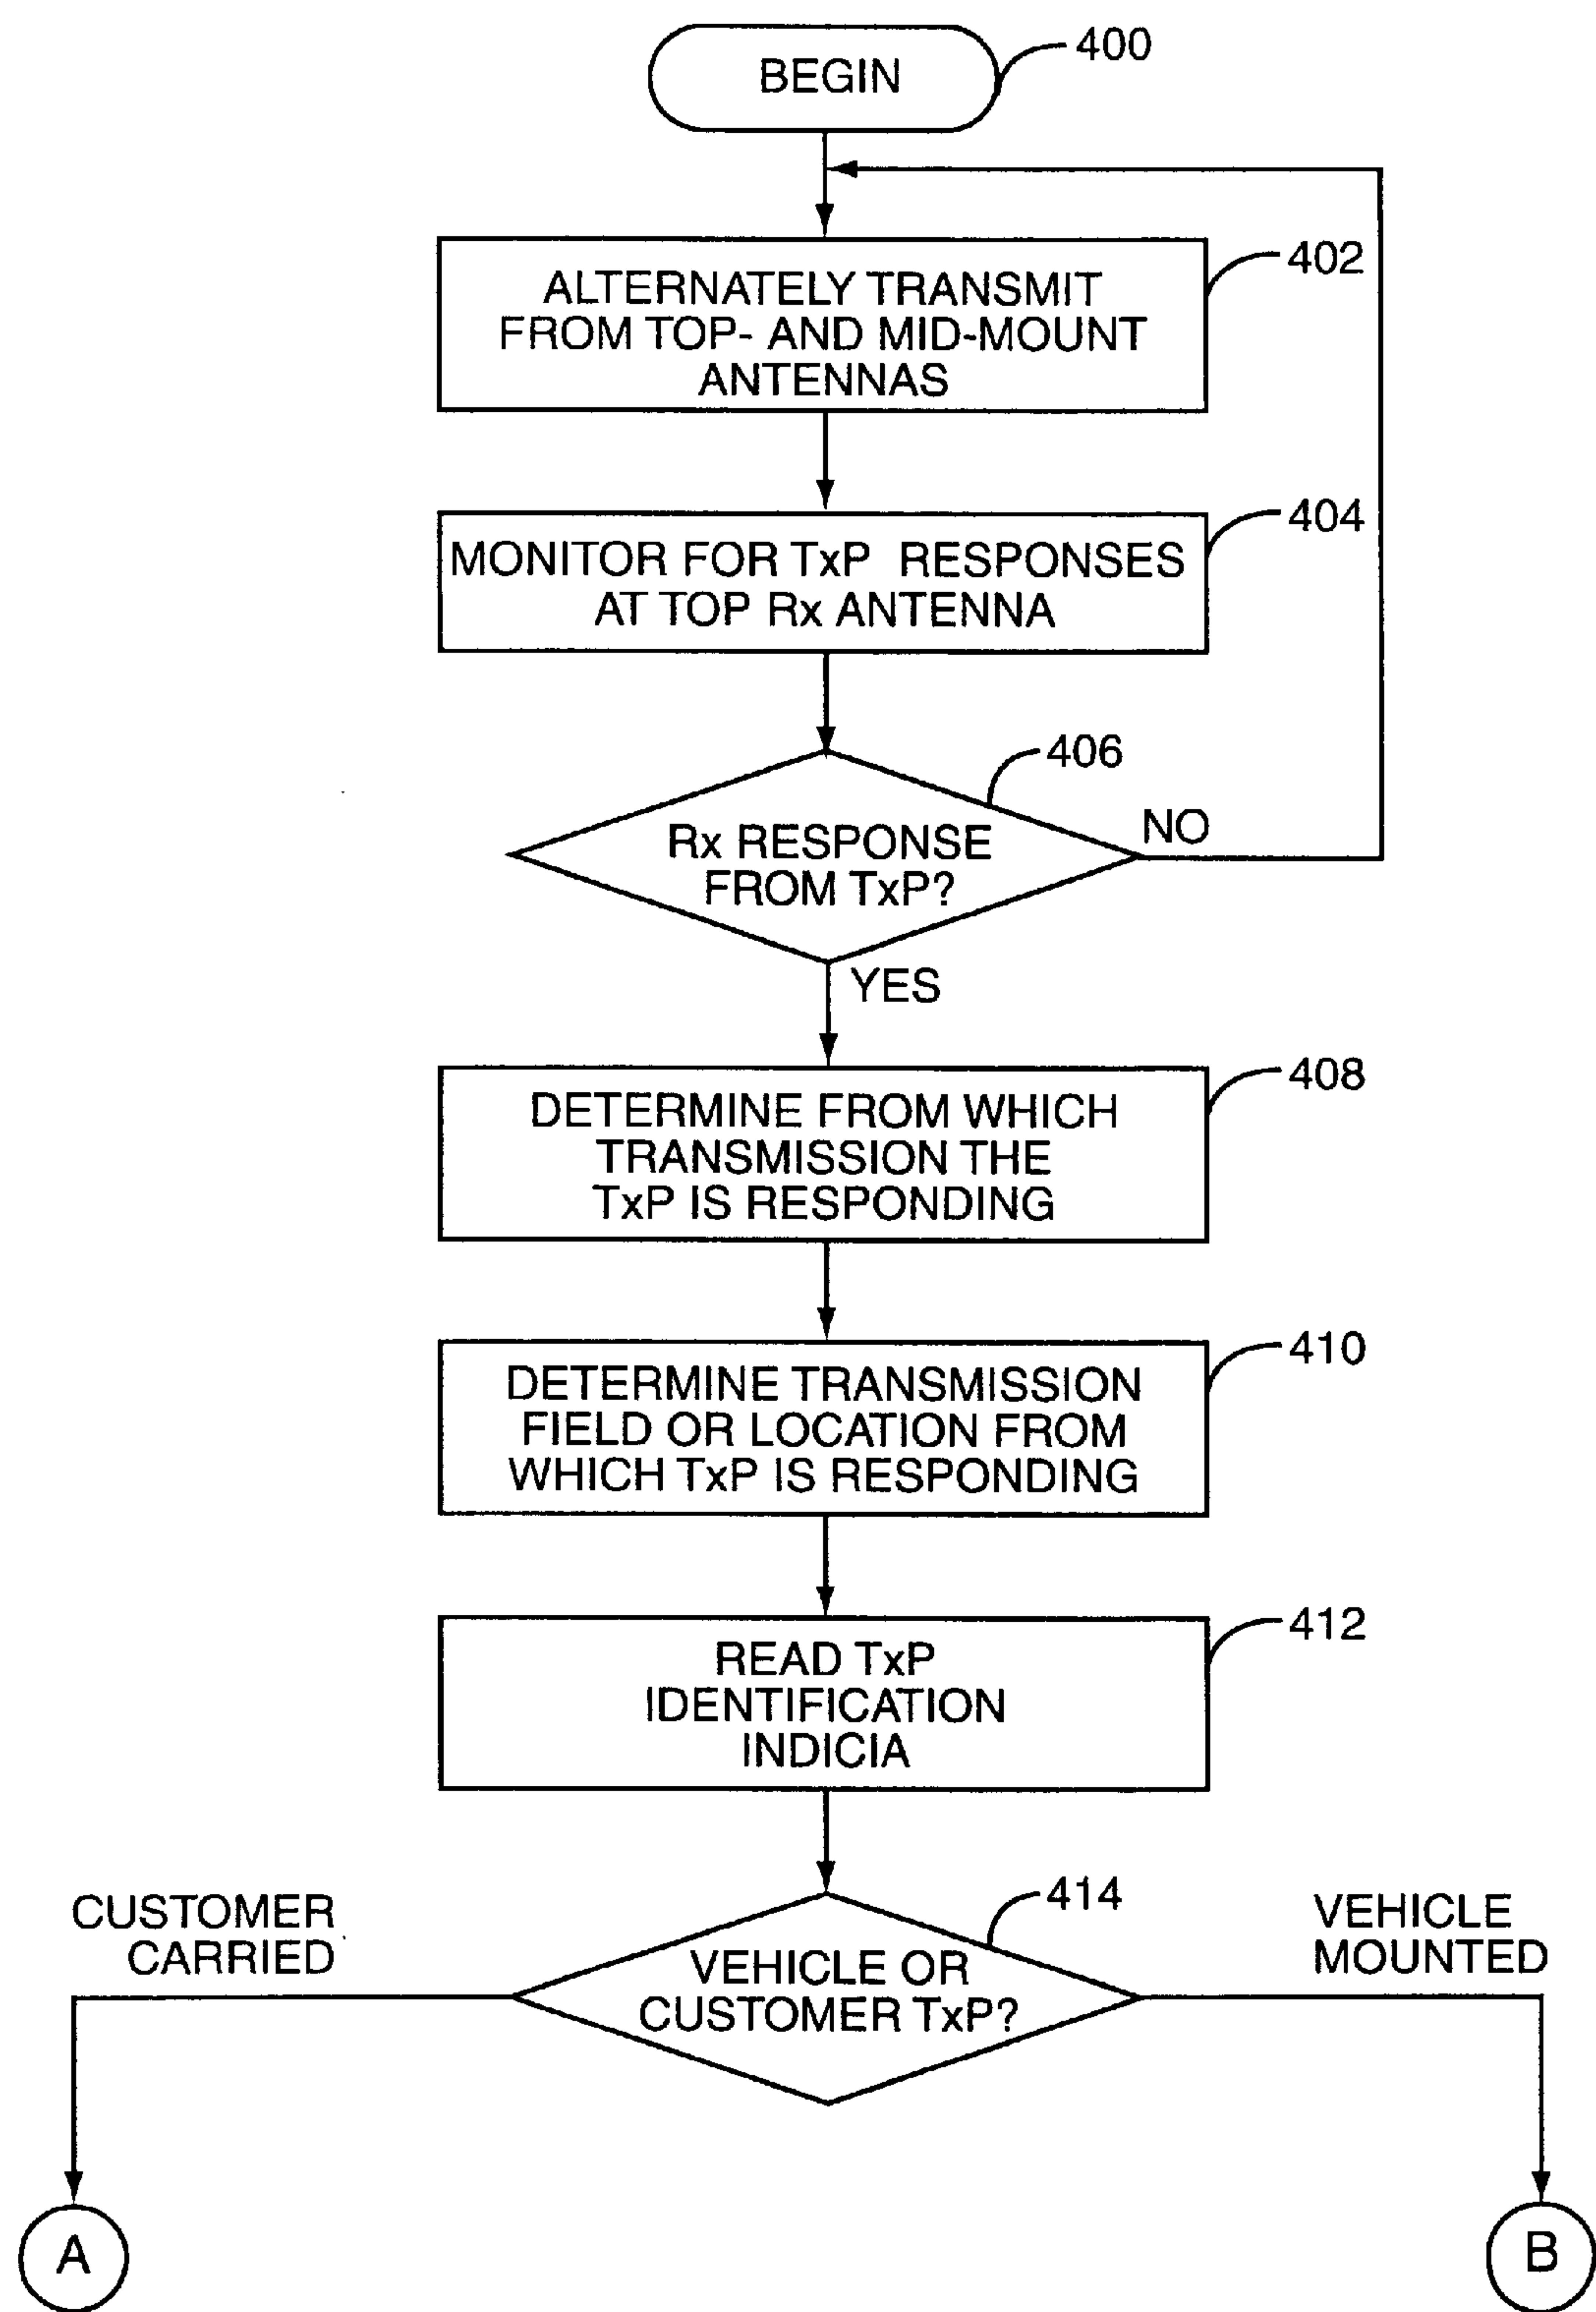 BEGIN
400
402
ALTERNATELY TRANSMIT
FROM TOP- AND MID-MOUNT
ANTENNAS
404
MONITOR FOR TxP RESPONSES
AT TOP Rx ANTENNA
406
NO
Rx RESPONSE
FROM TxP?
YES
408
DETERMINE FROM WHICH
TRANSMISSION THE
TxP IS RESPONDING
410
DETERMINE TRANSMISSION
FIELD OR LOCATION FROM
WHICH TxP IS RESPONDING
412
READ TxP
IDENTIFICATION
INDICIA
414
CUSTOMER
CARRIED
VEHICLE
MOUNTED
VEHICLE OR
CUSTOMER TxP?
A
B